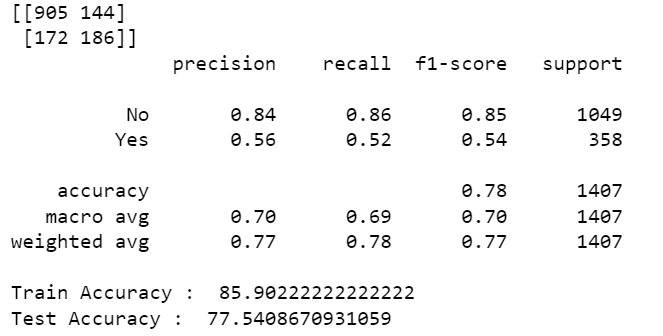 [[905 144]
 [172 186]]
              precision    recall  f1-score   support

          No       0.84      0.86      0.85      1049
         Yes       0.56      0.52      0.54       358

    accuracy                           0.78      1407
   macro avg       0.70      0.69      0.70      1407
weighted avg       0.77      0.78      0.77      1407

Train Accuracy :  85.90222222222222
Test Accuracy :  77.5408670931059